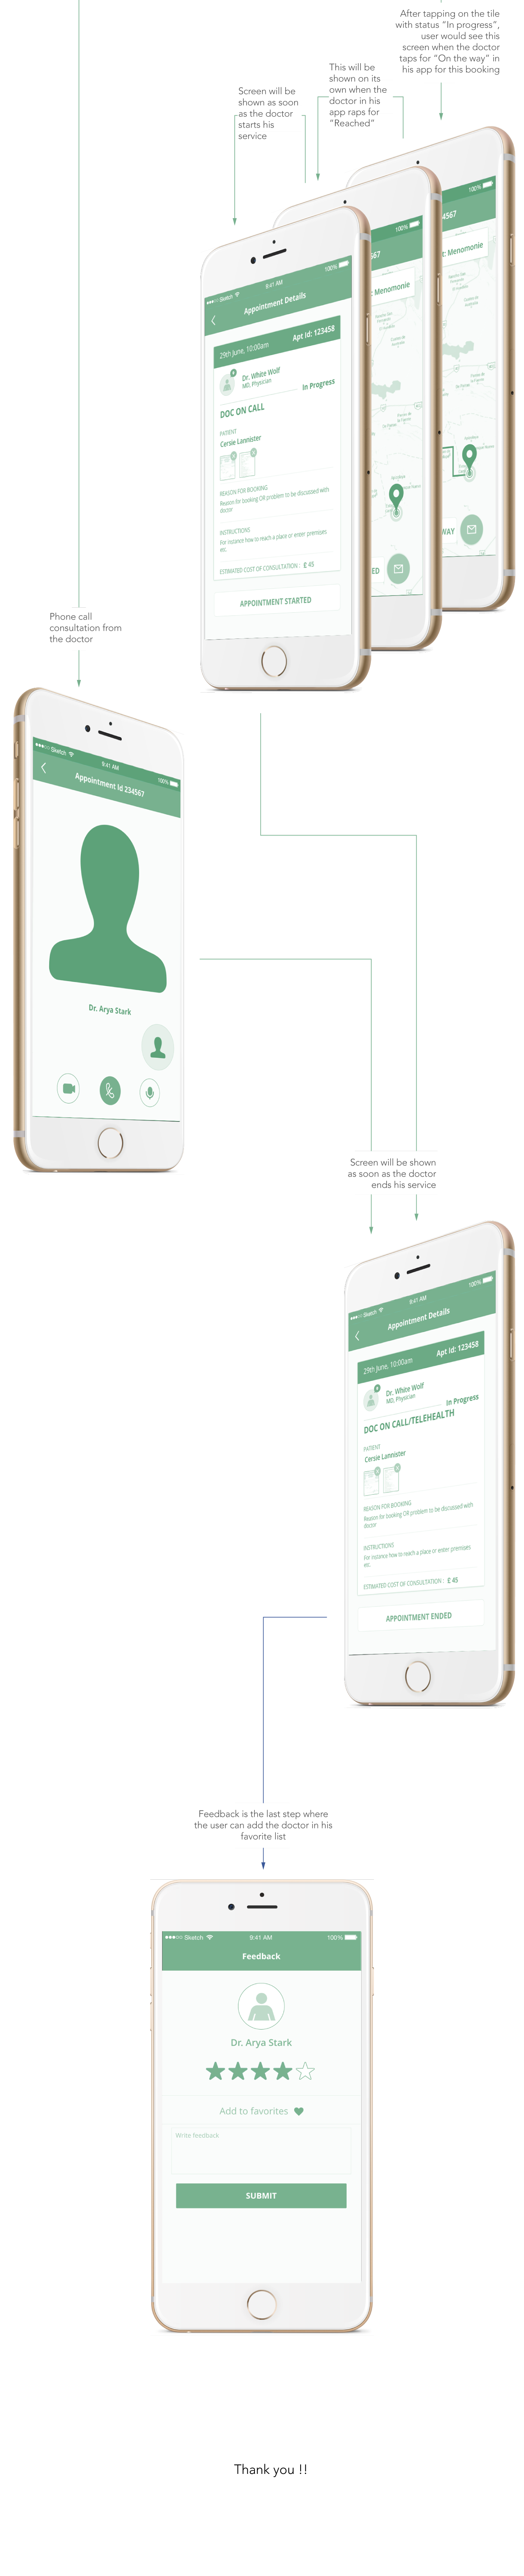 After tapping on the tile
with status “In progress”,
user would see this
screen when the doctor
taps for “On the way” in
his app for this booking
This will be
shown on its
own when the
doctor in his
app raps for
“Reached”
Screen will be
shown as soon
as the doctor
starts his
service
4567
: Menomonie
WAY
100%
567
: Menomonie
ED
Sketch 9:41 AM 100%
Appointment Details
29th June, 10:00am Apt Id: 123458
Dr. White Wolf
MD, Physician
In Progress
DOC ON CALL
PATIENT
Cersie Lannister
REASON FOR BOOKING
Reason for booking OR problem to be discussed with
doctor
INSTRUCTIONS
For instance how to reach a place or enter premises
etc.
ESTIMATED COST OF CONSULTATION : £ 45
APPOINTMENT STARTED
Phone call
consultation from
the doctor
Sketch 9:41 AM 100%
Appointment Id 234567
Dr. Arya Stark
Screen will be shown
as soon as the doctor
ends his service
Sketch 9:41 AM 100%
Appointment Details
29th June, 10:00am Apt Id: 123458
Dr. White Wolf
MD, Physician
In Progress
DOC ON CALL/TELEHEALTH
PATIENT
Cersie Lannister
REASON FOR BOOKING
Reason for booking OR problem to be discussed with
doctor
INSTRUCTIONS
For instance how to reach a place or enter premises
etc.
ESTIMATED COST OF CONSULTATION : £ 45
APPOINTMENT ENDED
Feedback is the last step where
the user can add the doctor in his
favorite list
Sketch 9:41 AM 100%
Feedback
Dr. Arya Stark
Add to favorites
Write feedback
SUBMIT
Thank you !!